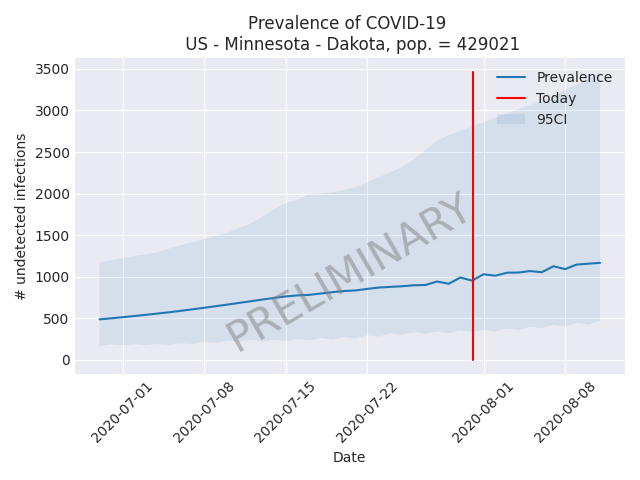 Prevalence of COVID-19
US - Minnesota - Dakota, pop. = 429021
3500
3000
2500
2000
1500
1000
500
0
# undetected infections
Prevalence
Today
95CI
PRELIMINARY
2020-07-01
2020-07-08
2020-07-15
2020-07-22
2020-08-01
2020-08-08
Date